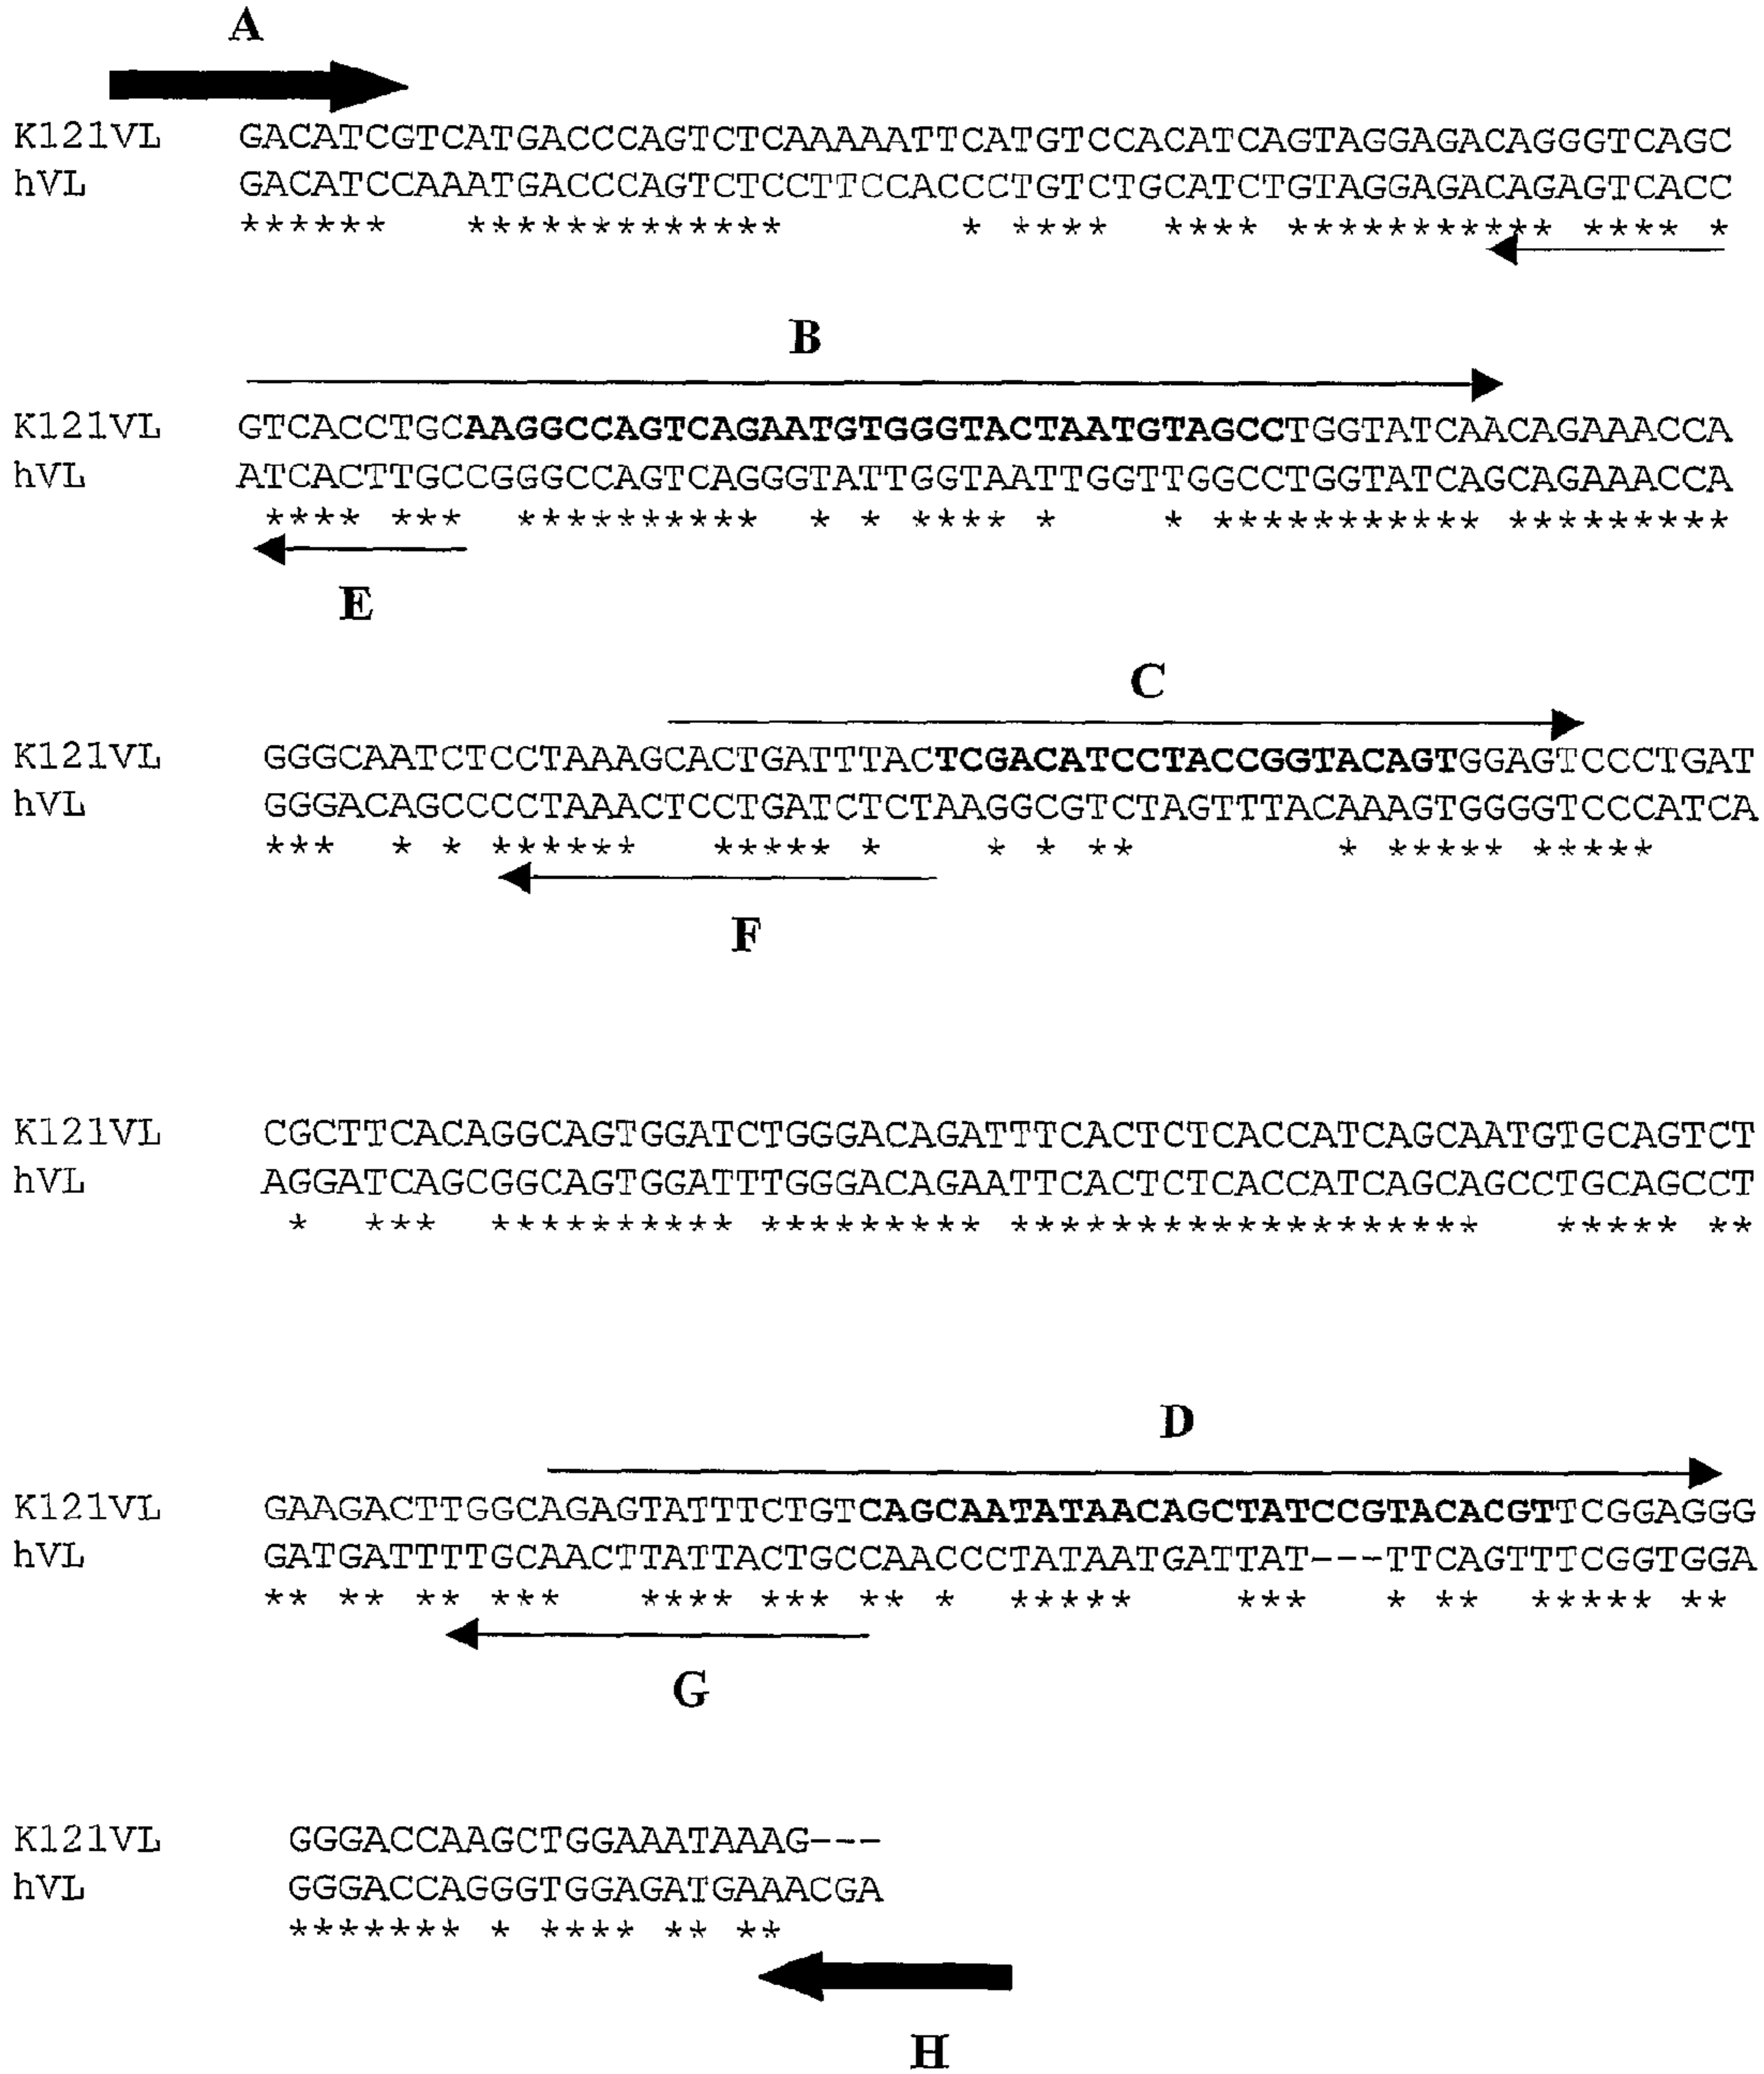 A
K121VL GACATCGTCATGACCCAGTCTCAAAAATTCATGTCCACATCAGTAGGAGACAGGGTCAGC
hVL GACATCCAAATGACCCAGTCTCCTTCCACCCTGTCTGCATCTGTAGGAGACAGAGTCACC
****** ************* * **** **** *********** **** *
B
K121VL GTCACCTGCAAGGCCAGTCAGAATGTGGGTACTAATGTAGCCTGGTATCAACAGAAACCA
hVL ATCACTTGCCGGGCCAGTCAGGGTATTGGTAATTGGTTGGCCTGGTATCAGCAGAAACCA
**** *** ********** * * **** * * *********** *********
E
C
K121VL GGGCAATCTCCTAAAGCACTGATTTACTCGACATCCTACCGGTACAGTGGAGTCCCTGAT
hVL GGGACAGCCCCTAAACTCCTGATCTCTAAGGCGTCTAGTTTACAAAGTGGGGTCCCATCA
*** * * ****** ***** * * * ** * ***** *****
F
K121VL CGCTTCACAGGCAGTGGATCTGGGACAGATTTCACTCTCACCATCAGCAATGTGCAGTCT
hVL AGGATCAGCGGCAGTGGATTTGGGACAGAATTCACTCTCACCATCAGCAGCCTGCAGCCT
* *** ********** ********* ******************* ***** **
D
K121VL GAAGACTTGGCAGAGTATTTCTGTCAGCAATATAACAGCTATCCGTACACGTTCGGAGGG
hVL GATGATTTTGCAACTTATTACTGCCAACCCTATAATGATTAT---TTCAGTTTCGGTGGA
** ** ** *** **** *** ** * ***** *** * ** ***** **
G
K121VL GGGACCAAGCTGGAAATAAAG---
hVL GGGACCAGGGTGGAGATGAAACGA
******* * **** ** **
H